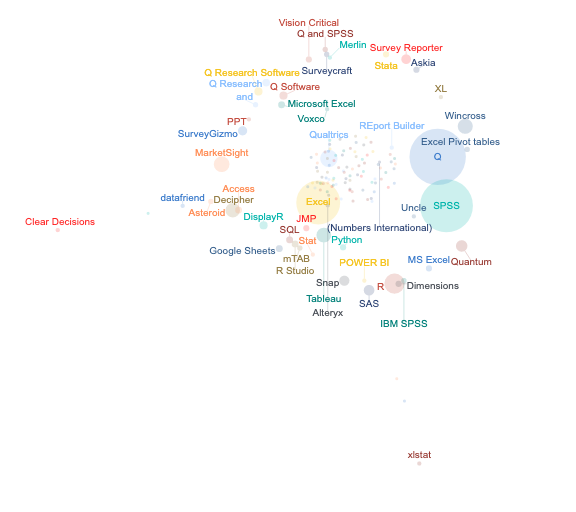 Vision Critical
Q and SPSS
Merlin
Survey Reporter
Stata
Askia
Surveycraft
Q Research Software
Q Research
Q Software
XL
and
Microsoft Excel
Voxco
PPT
Wincross
SurveyGizmo
REport Builder
Qualtrics
Excel Pivot tables
MarketSight
Q
Access
datafriend
Decipher
Excel
SPSS
Asteroid
Uncle
DisplayR
JMP
Clear Decisions
SQL
(Numbers International)
Stat
Python
Google Sheets
mTAB
POWER BI
MS Excel
Quantum
R Studio
Snap
R
Dimensions
Tableau
SAS
Alteryx
IBM SPSS
xlstat